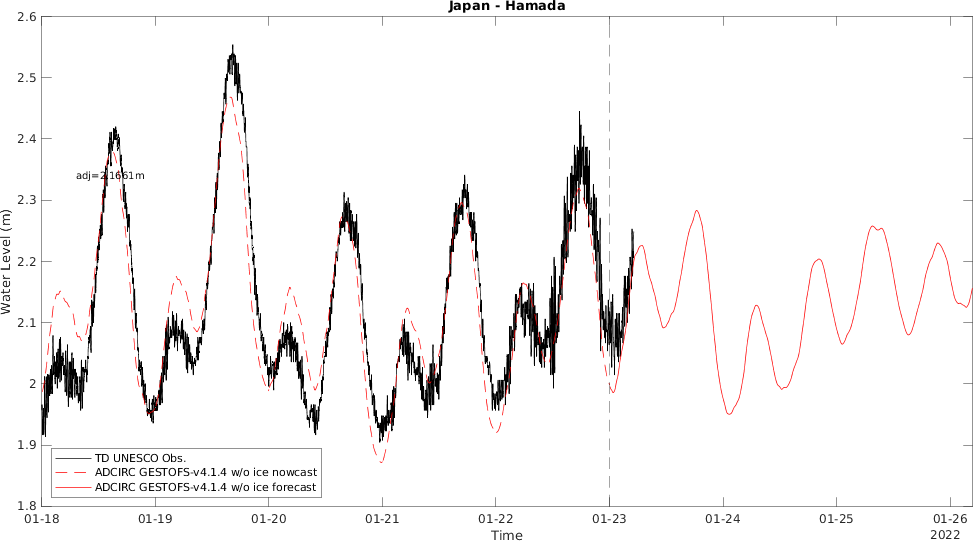 Japan - Hamada
2.6
2.5
2.4
2.3
2.2
2.1
2
1.9
1.8
Water Level (m)
adj=2.1661m
TD UNESCO Obs.
ADCIRC GESTOFS-v4.1.4 w/o ice nowcast
ADCIRC GESTOFS-v4.1.4 w/o ice forecast
01-18 01-19 01-20 01-21 01-22 01-23 01-24 01-25 01-26
Time
2022